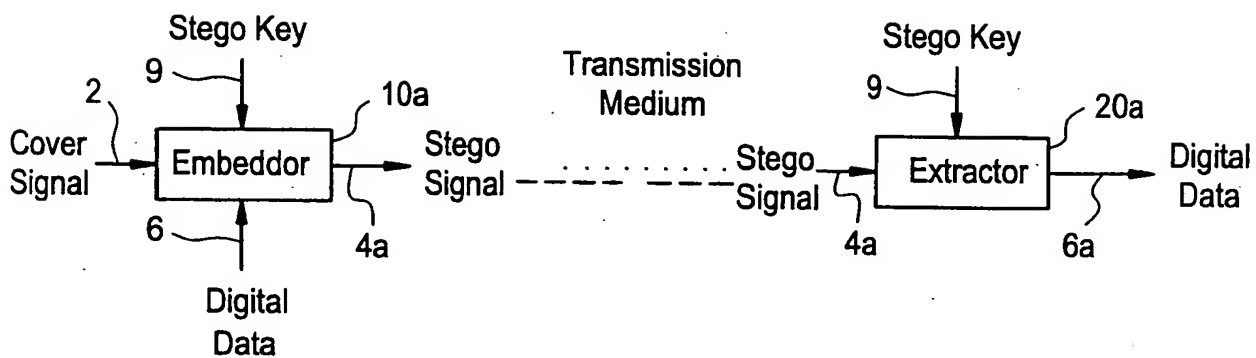 Stego Key
9
2
10a
Cover
Signal
Embeddor
Stego
Signal
4a
6
Digital
Data
Transmission
Medium
Stego Key
9
20a
Stego
Signal
4a
Extractor
6a
Digital
Data